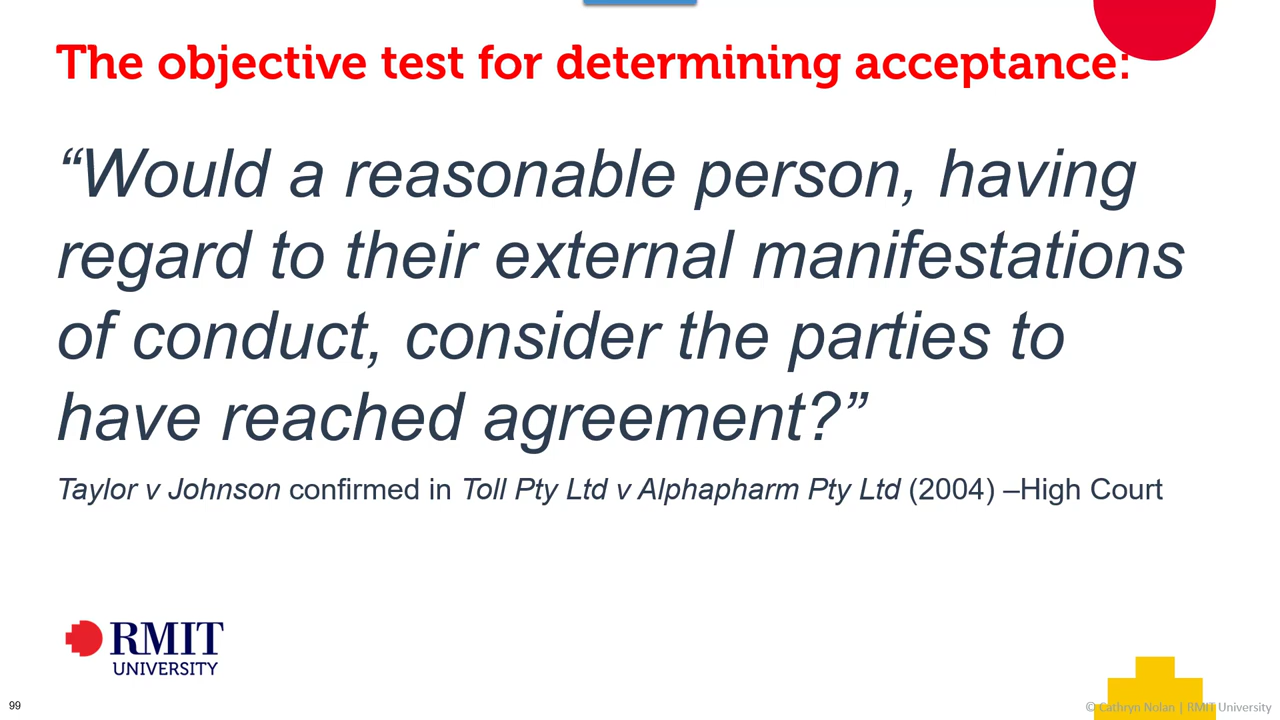 The objective test for determining acceptance:
“Would a reasonable person, having
regard to their external manifestations
of conduct, consider the parties to
have reached agreement?”
Taylor v Johnson confirmed in Toll Pty Ltd v Alphapharm Pty Ltd (2004) –High Court
RMIT
UNIVERSITY
99
© Cathryn Nolan | RMIT University